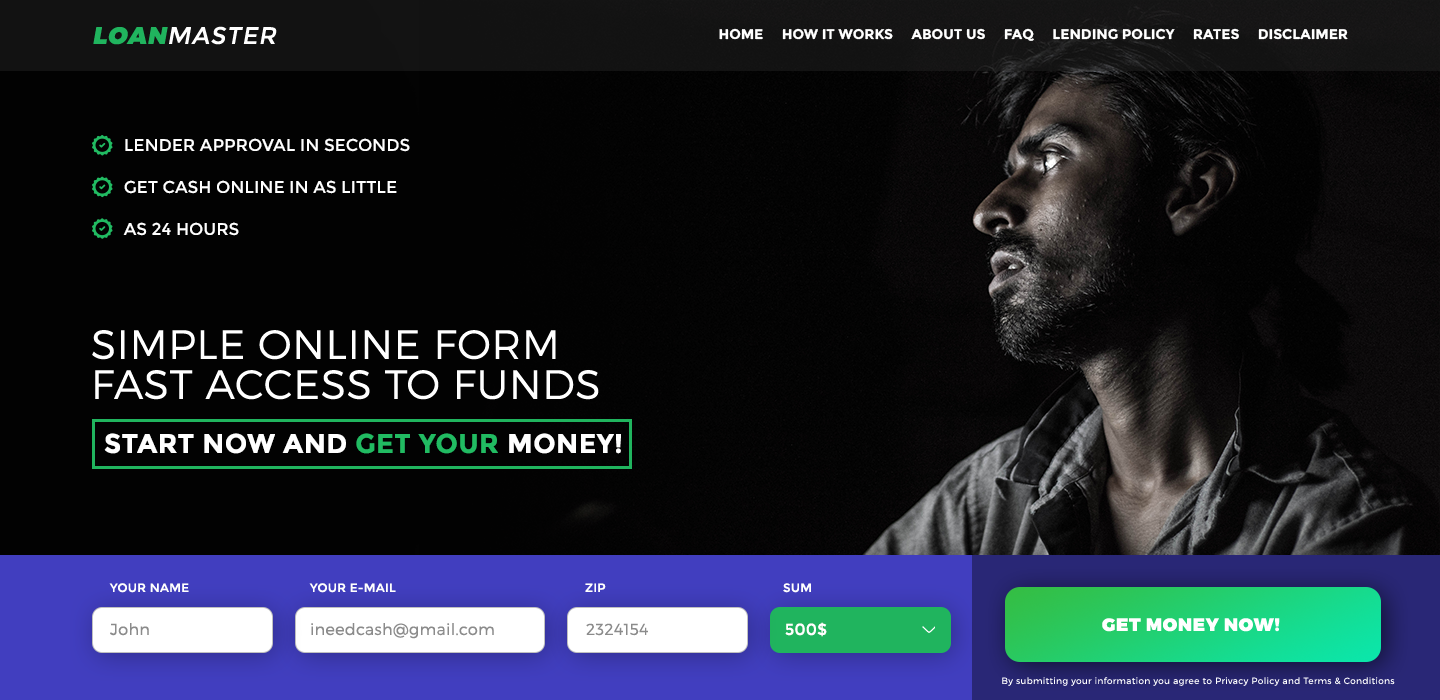 LOANMASTER
HOME HOW IT WORKS ABOUT US FAQ LENDING POLICY RATES DISCLAIMER
LENDER APPROVAL IN SECONDS
GET CASH ONLINE IN AS LITTLE
AS 24 HOURS
SIMPLE ONLINE FORM
FAST ACCESS TO FUNDS
START NOW AND GET YOUR MONEY!
YOUR NAME YOUR E-MAIL ZIP SUM
John ineedcash@gmail.com 2324154 500$
GET MONEY NOW!
By submitting your information you agree to Privacy Policy and Terms & Conditions